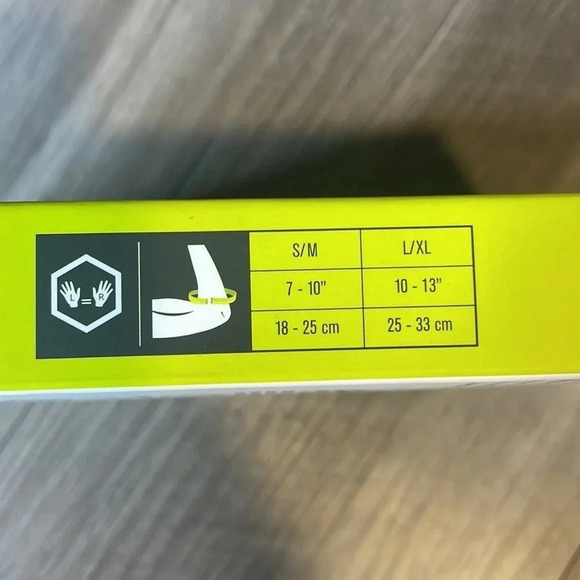 L = R
S/M L/XL
7 - 10" 10 - 13"
18 - 25 cm 25 - 33 cm